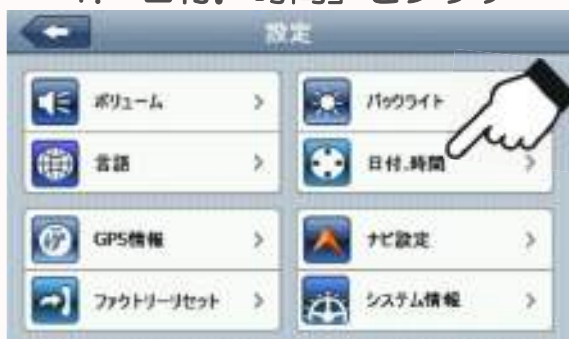 設定
ボリューム
バックライト
言語
日付.時間
GPS情報
ナビ設定
ファクトリーリセット
システム情報